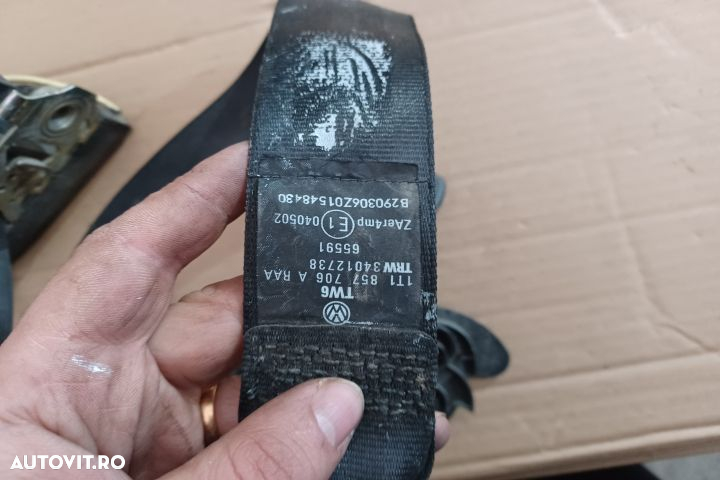 TW6
1T1 857 706 A RAA
TRW 34012738
65591
ZAer4mp E1 040502
B290306Z01548430
AUTOVIT.RO